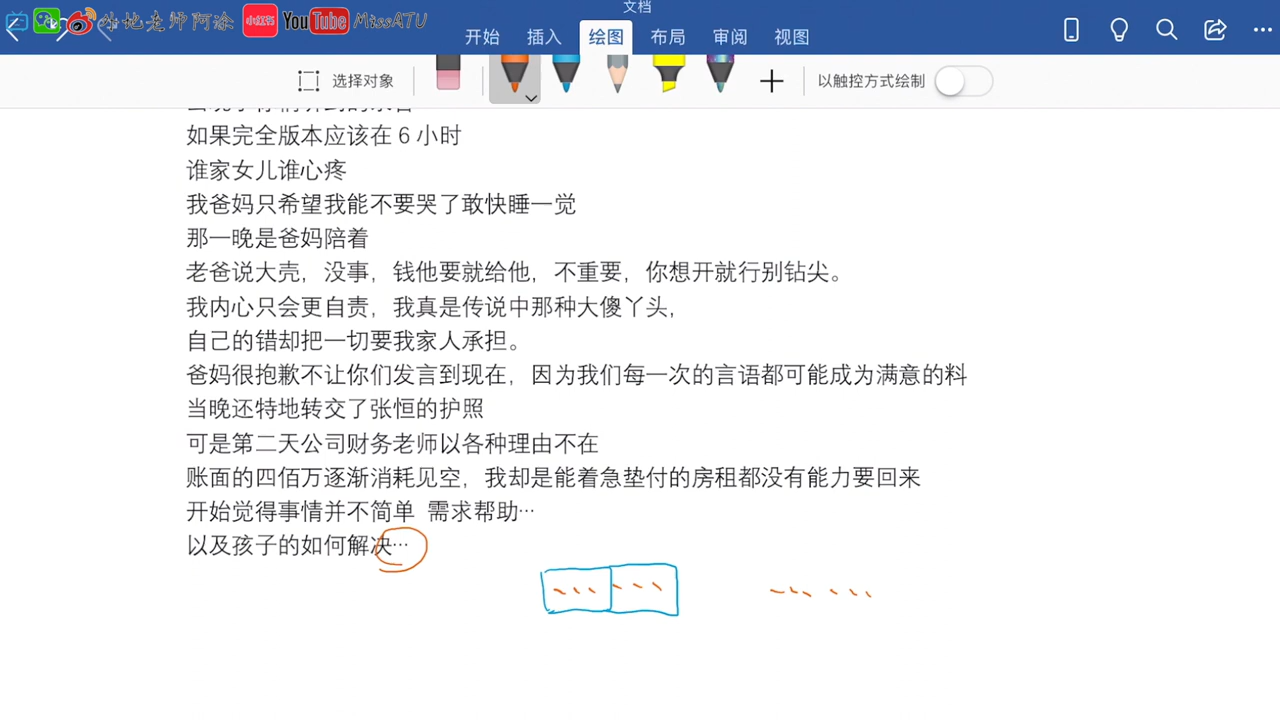 文档
小地老师阿涂 小红书 YouTube MissATU
开始 插入 绘图 布局 审阅 视图
选择对象 以触控方式绘制
如果完全版本应该在 6 小时
谁家女儿谁心疼
我爸妈只希望我能不要哭了敢快睡一觉
那一晚是爸妈陪着
老爸说大壳，没事，钱他要就给他，不重要，你想开就行别钻尖。
我内心只会更自责，我真是传说中那种大傻丫头，
自己的错却把一切要我家人承担。
爸妈很抱歉不让你们发言到现在，因为我们每一次的言语都可能成为满意的料
当晚还特地转交了张恒的护照
可是第二天公司财务老师以各种理由不在
账面的四佰万逐渐消耗见空，我却是能着急垫付的房租都没有能力要回来
开始觉得事情并不简单 需求帮助…
以及孩子的如何解决…